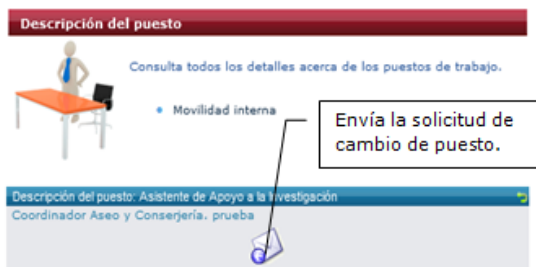 Descripción del puesto
Consulta todos los detalles acerca de los puestos de trabajo.
Movilidad interna
Envía la solicitud de
cambio de puesto.
Descripción del puesto: Asistente de Apoyo a la Investigación
Coordinador Aseo y Conserjería. prueba